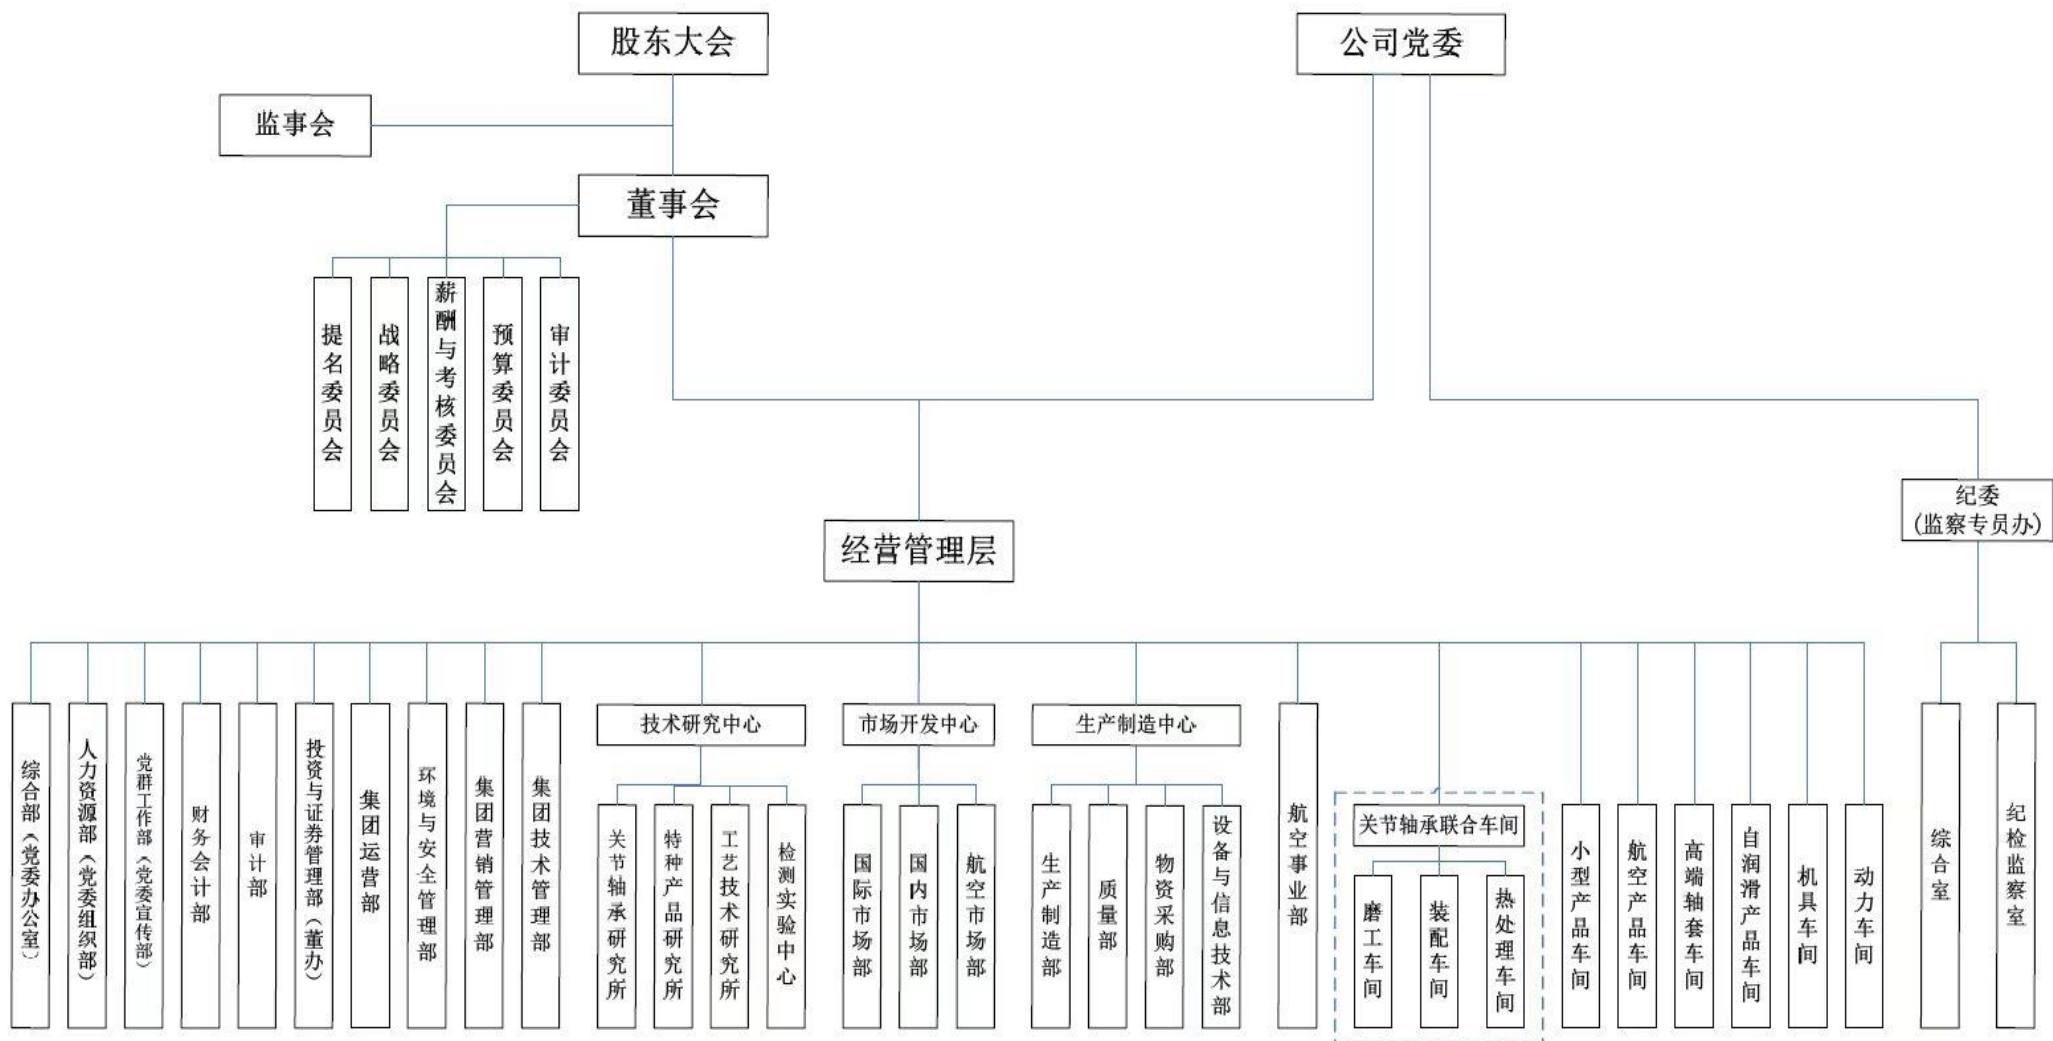 股东大会
公司党委
监事会
董事会
提名委员会
战略委员会
薪酬与考核委员会
预算委员会
审计委员会
纪委
(监察专员办)
经营管理层
技术研究中心
市场开发中心
生产制造中心
综合部（党委办公室）
人力资源部（党委组织部）
党群工作部（党委宣传部）
财务会计部
审计部
投资与证券管理部（董办）
集团运营部
环境与安全管理部
集团营销管理部
集团技术管理部
关节轴承研究所
特种产品研究所
工艺技术研究所
检测实验中心
国际市场部
国内市场部
航空市场部
生产制造部
质量部
物资采购部
设备与信息技术部
航空事业部
关节轴承联合车间
磨工车间
装配车间
热处理车间
小型产品车间
航空产品车间
高端轴套车间
自润滑产品车间
机具车间
动力车间
综合室
纪检监察室